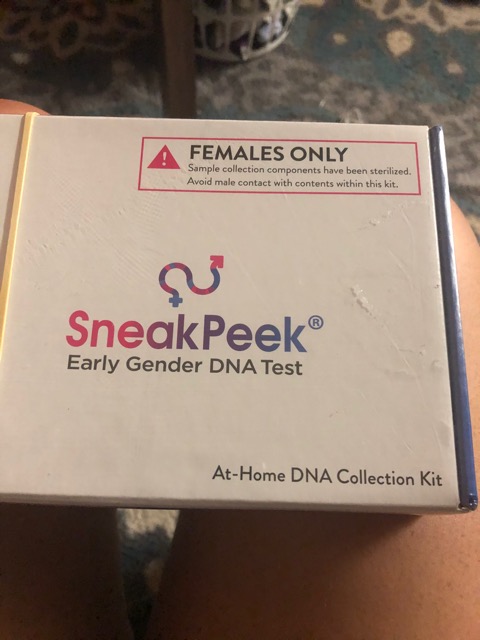 FEMALES ONLY
Sample collection components have been sterilized.
Avoid male contact with contents within this kit.
SneakPeek®
Early Gender DNA Test
At-Home DNA Collection Kit